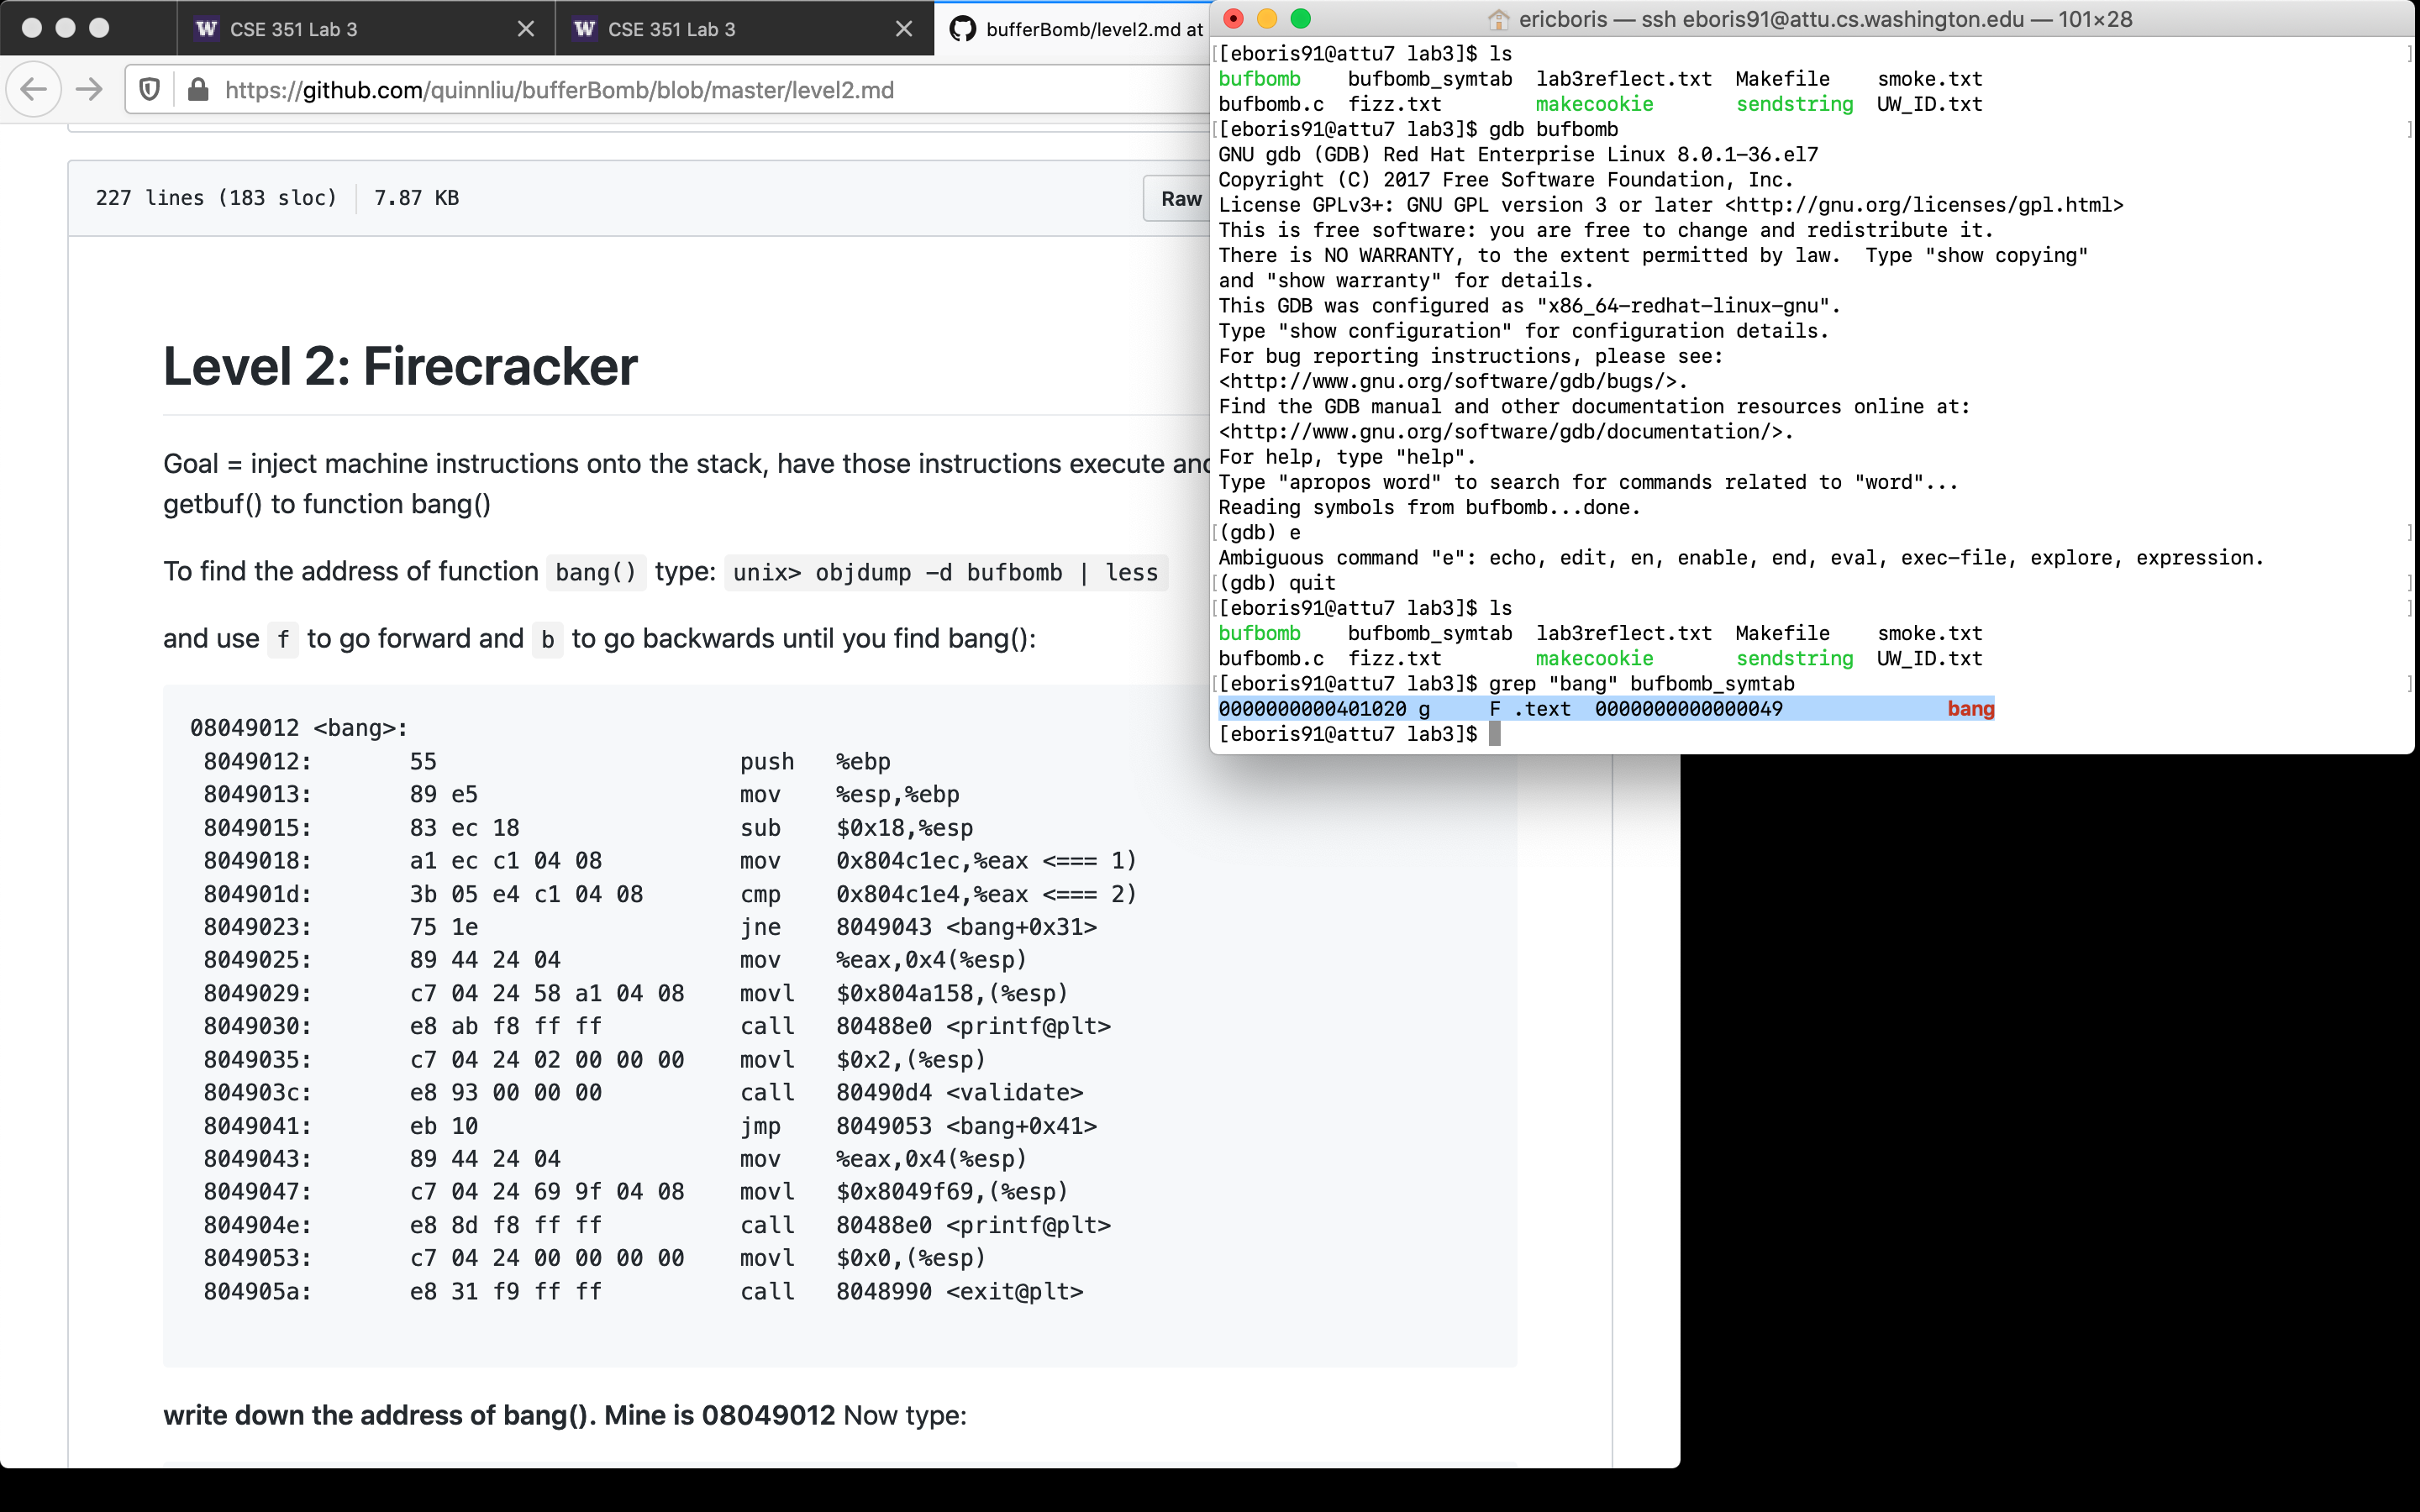 CSE 351 Lab 3
CSE 351 Lab 3
bufferBomb/level2.md at
https://github.com/quinnliu/bufferBomb/blob/master/level2.md
227 lines (183 sloc) 7.87 KB
Raw
Level 2: Firecracker
Goal = inject machine instructions onto the stack, have those instructions execute and
getbuf() to function bang()
To find the address of function bang() type: unix> objdump -d bufbomb | less
and use f to go forward and b to go backwards until you find bang():
08049012 <bang>:
 8049012:       55                      push   %ebp
 8049013:       89 e5                   mov    %esp,%ebp
 8049015:       83 ec 18                sub    $0x18,%esp
 8049018:       a1 ec c1 04 08          mov    0x804c1ec,%eax <=== 1)
 804901d:       3b 05 e4 c1 04 08       cmp    0x804c1e4,%eax <=== 2)
 8049023:       75 1e                   jne    8049043 <bang+0x31>
 8049025:       89 44 24 04             mov    %eax,0x4(%esp)
 8049029:       c7 04 24 58 a1 04 08    movl   $0x804a158,(%esp)
 8049030:       e8 ab f8 ff ff          call   80488e0 <printf@plt>
 8049035:       c7 04 24 02 00 00 00    movl   $0x2,(%esp)
 804903c:       e8 93 00 00 00          call   80490d4 <validate>
 8049041:       eb 10                   jmp    8049053 <bang+0x41>
 8049043:       89 44 24 04             mov    %eax,0x4(%esp)
 8049047:       c7 04 24 69 9f 04 08    movl   $0x8049f69,(%esp)
 804904e:       e8 8d f8 ff ff          call   80488e0 <printf@plt>
 8049053:       c7 04 24 00 00 00 00    movl   $0x0,(%esp)
 804905a:       e8 31 f9 ff ff          call   8048990 <exit@plt>
write down the address of bang(). Mine is 08049012 Now type:
ericboris — ssh eboris91@attu.cs.washington.edu — 101×28
[[eboris91@attu7 lab3]$ ls ]
bufbomb    bufbomb_symtab  lab3reflect.txt  Makefile    smoke.txt
bufbomb.c  fizz.txt        makecookie       sendstring  UW_ID.txt
[[eboris91@attu7 lab3]$ gdb bufbomb ]
GNU gdb (GDB) Red Hat Enterprise Linux 8.0.1-36.el7
Copyright (C) 2017 Free Software Foundation, Inc.
License GPLv3+: GNU GPL version 3 or later <http://gnu.org/licenses/gpl.html>
This is free software: you are free to change and redistribute it.
There is NO WARRANTY, to the extent permitted by law.  Type "show copying"
and "show warranty" for details.
This GDB was configured as "x86_64-redhat-linux-gnu".
Type "show configuration" for configuration details.
For bug reporting instructions, please see:
<http://www.gnu.org/software/gdb/bugs/>.
Find the GDB manual and other documentation resources online at:
<http://www.gnu.org/software/gdb/documentation/>.
For help, type "help".
Type "apropos word" to search for commands related to "word"...
Reading symbols from bufbomb...done.
[(gdb) e ]
Ambiguous command "e": echo, edit, en, enable, end, eval, exec-file, explore, expression.
[(gdb) quit ]
[[eboris91@attu7 lab3]$ ls ]
bufbomb    bufbomb_symtab  lab3reflect.txt  Makefile    smoke.txt
bufbomb.c  fizz.txt        makecookie       sendstring  UW_ID.txt
[[eboris91@attu7 lab3]$ grep "bang" bufbomb_symtab ]
0000000000401020 g     F .text  0000000000000049              bang
[eboris91@attu7 lab3]$